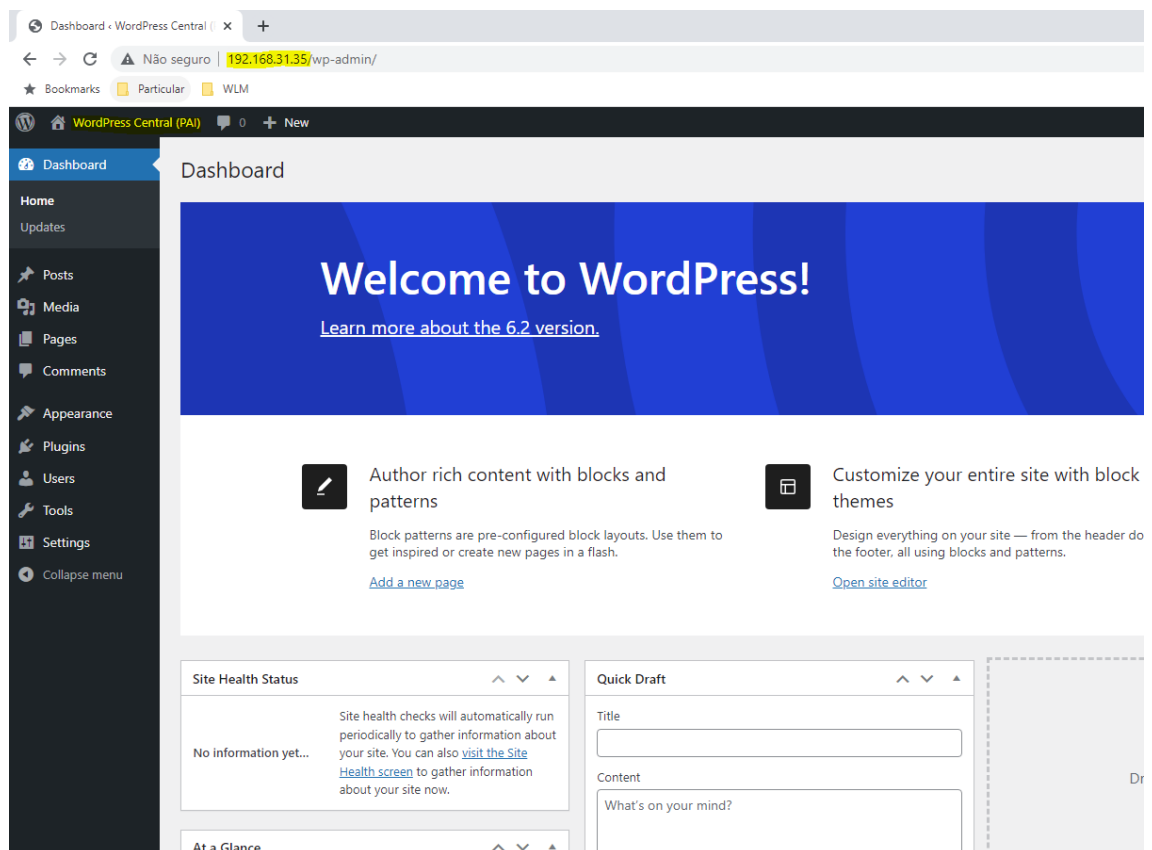 Dashboard ‹ WordPress Central (
Não seguro | 192.168.31.35/wp-admin/
Bookmarks Particular WLM
WordPress Central (PAI) 0 New
Dashboard
Home
Updates
Posts
Media
Pages
Comments
Appearance
Plugins
Users
Tools
Settings
Collapse menu
Dashboard
Welcome to WordPress!
Learn more about the 6.2 version.
Author rich content with blocks and
patterns
Block patterns are pre-configured block layouts. Use them to
get inspired or create new pages in a flash.
Add a new page
Customize your entire site with block
themes
Design everything on your site — from the header do
the footer, all using blocks and patterns.
Open site editor
Site Health Status
No information yet...
Site health checks will automatically run
periodically to gather information about
your site. You can also visit the Site
Health screen to gather information
about your site now.
At a Glance
Quick Draft
Title
Content
What's on your mind?
Dr